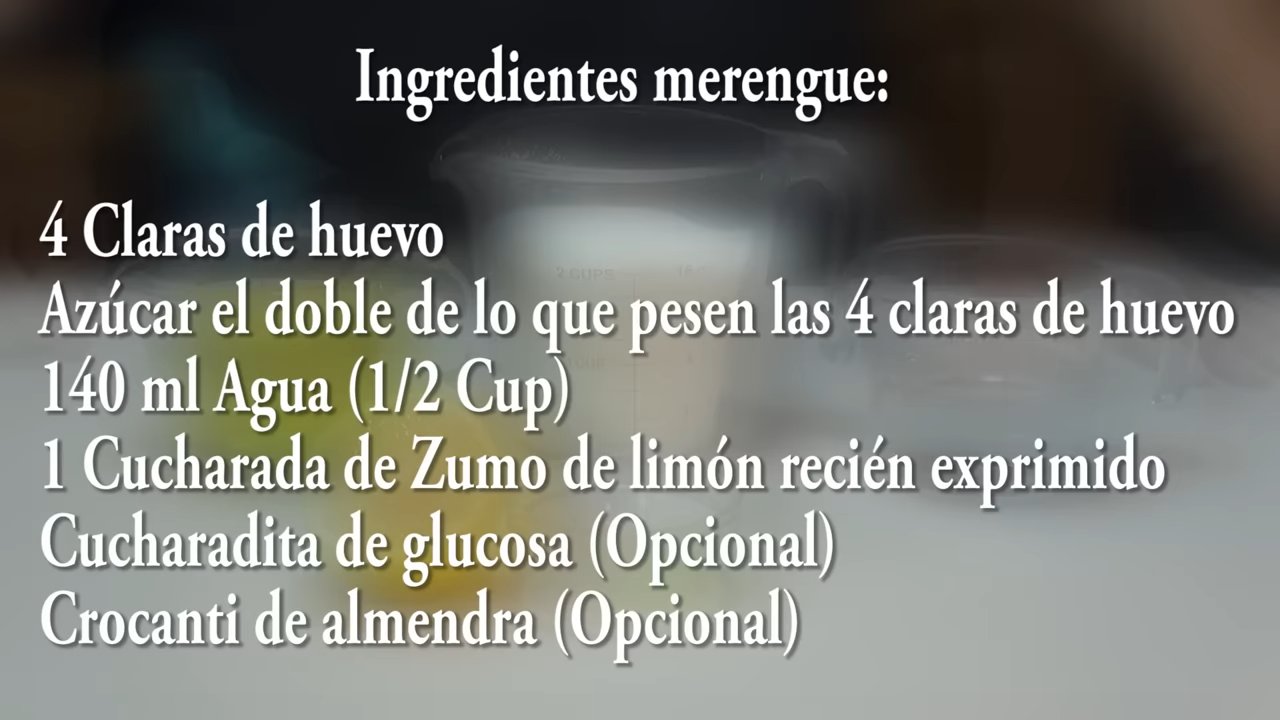 Ingredientes merengue:
4 Claras de huevo
Azúcar el doble de lo que pesen las 4 claras de huevo
140 ml Agua (1/2 Cup)
1 Cucharada de Zumo de limón recién exprimido
Cucharadita de glucosa (Opcional)
Crocanti de almendra (Opcional)
2 CUPS